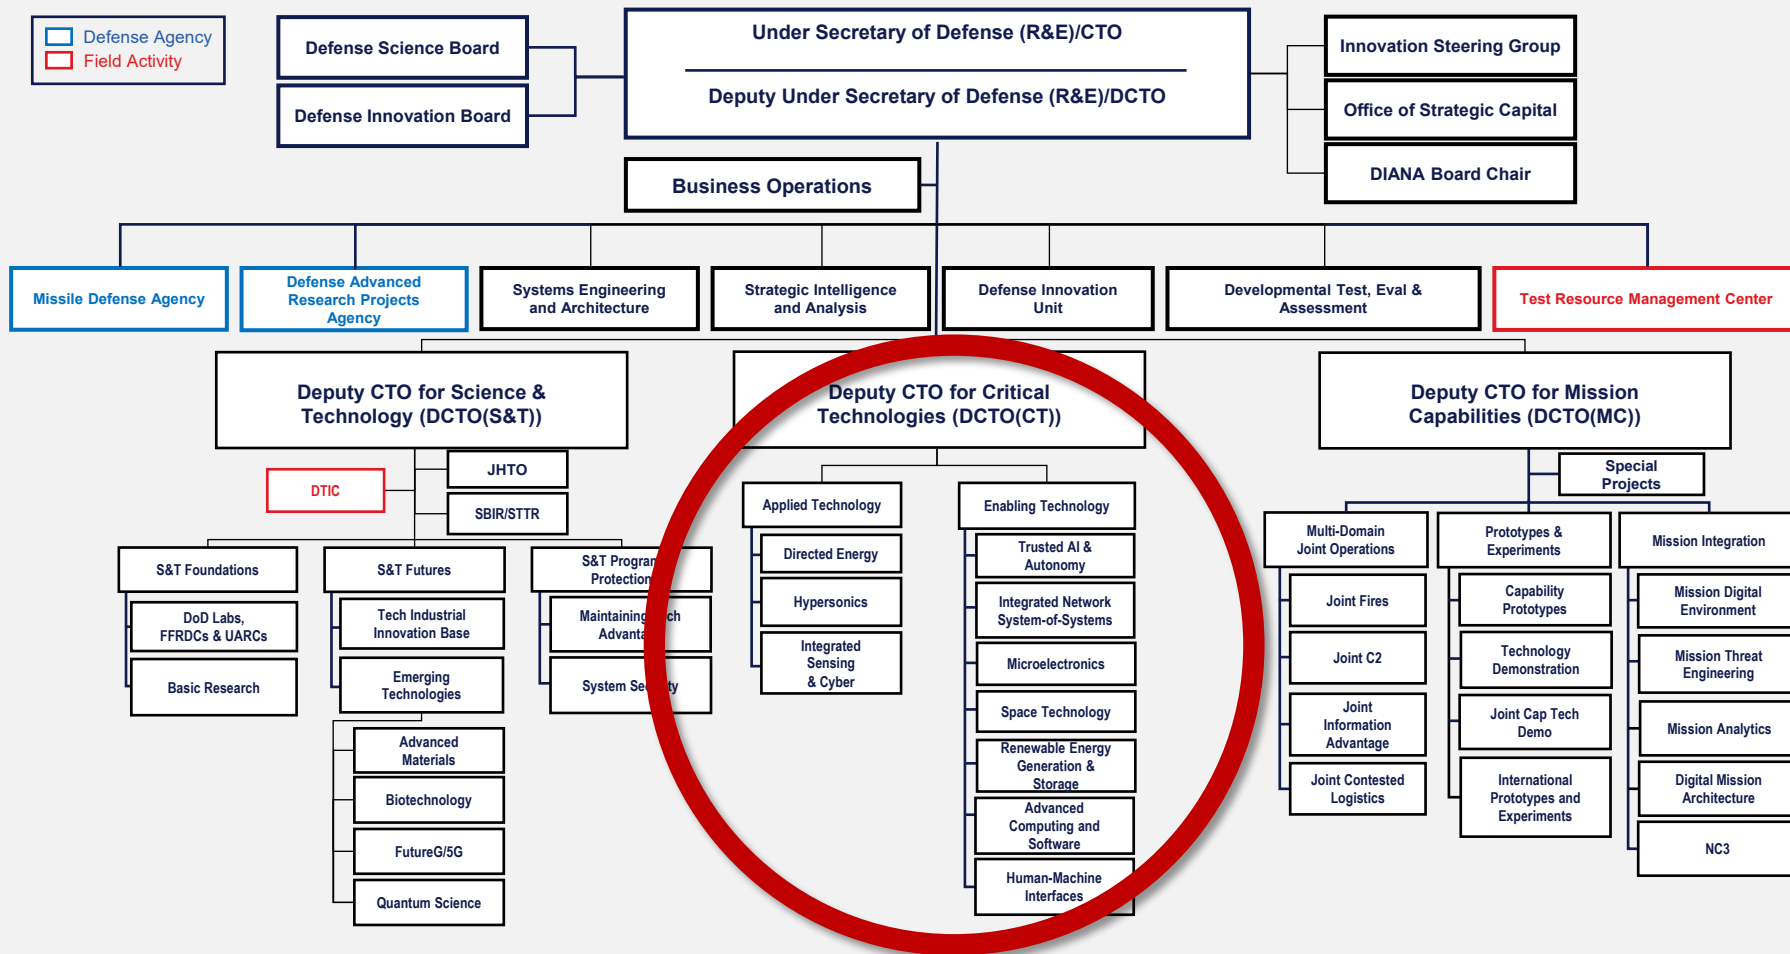 Defense Agency
Field Activity
Defense Science Board
Defense Innovation Board
Under Secretary of Defense (R&E)/CTO
Deputy Under Secretary of Defense (R&E)/DCTO
Innovation Steering Group
Office of Strategic Capital
DIANA Board Chair
Business Operations
Missile Defense Agency
Defense Advanced
Research Projects
Agency
Systems Engineering
and Architecture
Strategic Intelligence
and Analysis
Defense Innovation
Unit
Developmental Test, Eval &
Assessment
Test Resource Management Center
Deputy CTO for Science &
Technology (DCTO(S&T))
DTIC
JHTO
SBIR/STTR
S&T Foundations
DoD Labs,
FFRDCs & UARCs
Basic Research
S&T Futures
Tech Industrial
Innovation Base
Emerging
Technologies
Advanced
Materials
Biotechnology
FutureG/5G
Quantum Science
S&T Program
Protection
Maintaining Tech
Advantage
System Security
Deputy CTO for Critical
Technologies (DCTO(CT))
Applied Technology
Directed Energy
Hypersonics
Integrated
Sensing
& Cyber
Enabling Technology
Trusted AI &
Autonomy
Integrated Network
System-of-Systems
Microelectronics
Space Technology
Renewable Energy
Generation &
Storage
Advanced
Computing and
Software
Human-Machine
Interfaces
Deputy CTO for Mission
Capabilities (DCTO(MC))
Special
Projects
Multi-Domain
Joint Operations
Joint Fires
Joint C2
Joint
Information
Advantage
Joint Contested
Logistics
Prototypes &
Experiments
Capability
Prototypes
Technology
Demonstration
Joint Cap Tech
Demo
International
Prototypes and
Experiments
Mission Integration
Mission Digital
Environment
Mission Threat
Engineering
Mission Analytics
Digital Mission
Architecture
NC3